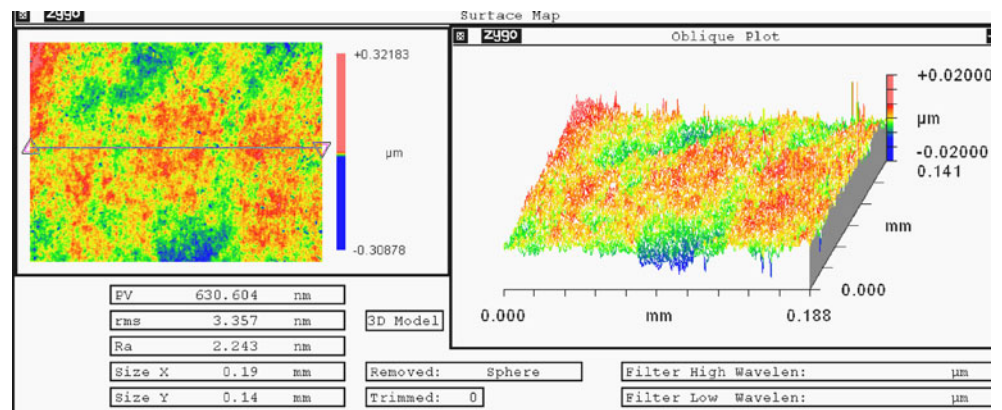 zygo Surface Map
+0.32183
µm
-0.30878
zygo Oblique Plot
+0.02000
µm
-0.02000
0.141
mm
0.000
0.000 mm 0.188
PV 630.604 nm
rms 3.357 nm
3D Model
Ra 2.243 nm
Size X 0.19 mm
Removed: Sphere
Filter High Wavelen: µm
Size Y 0.14 mm
Trimmed: 0
Filter Low Wavelen: µm